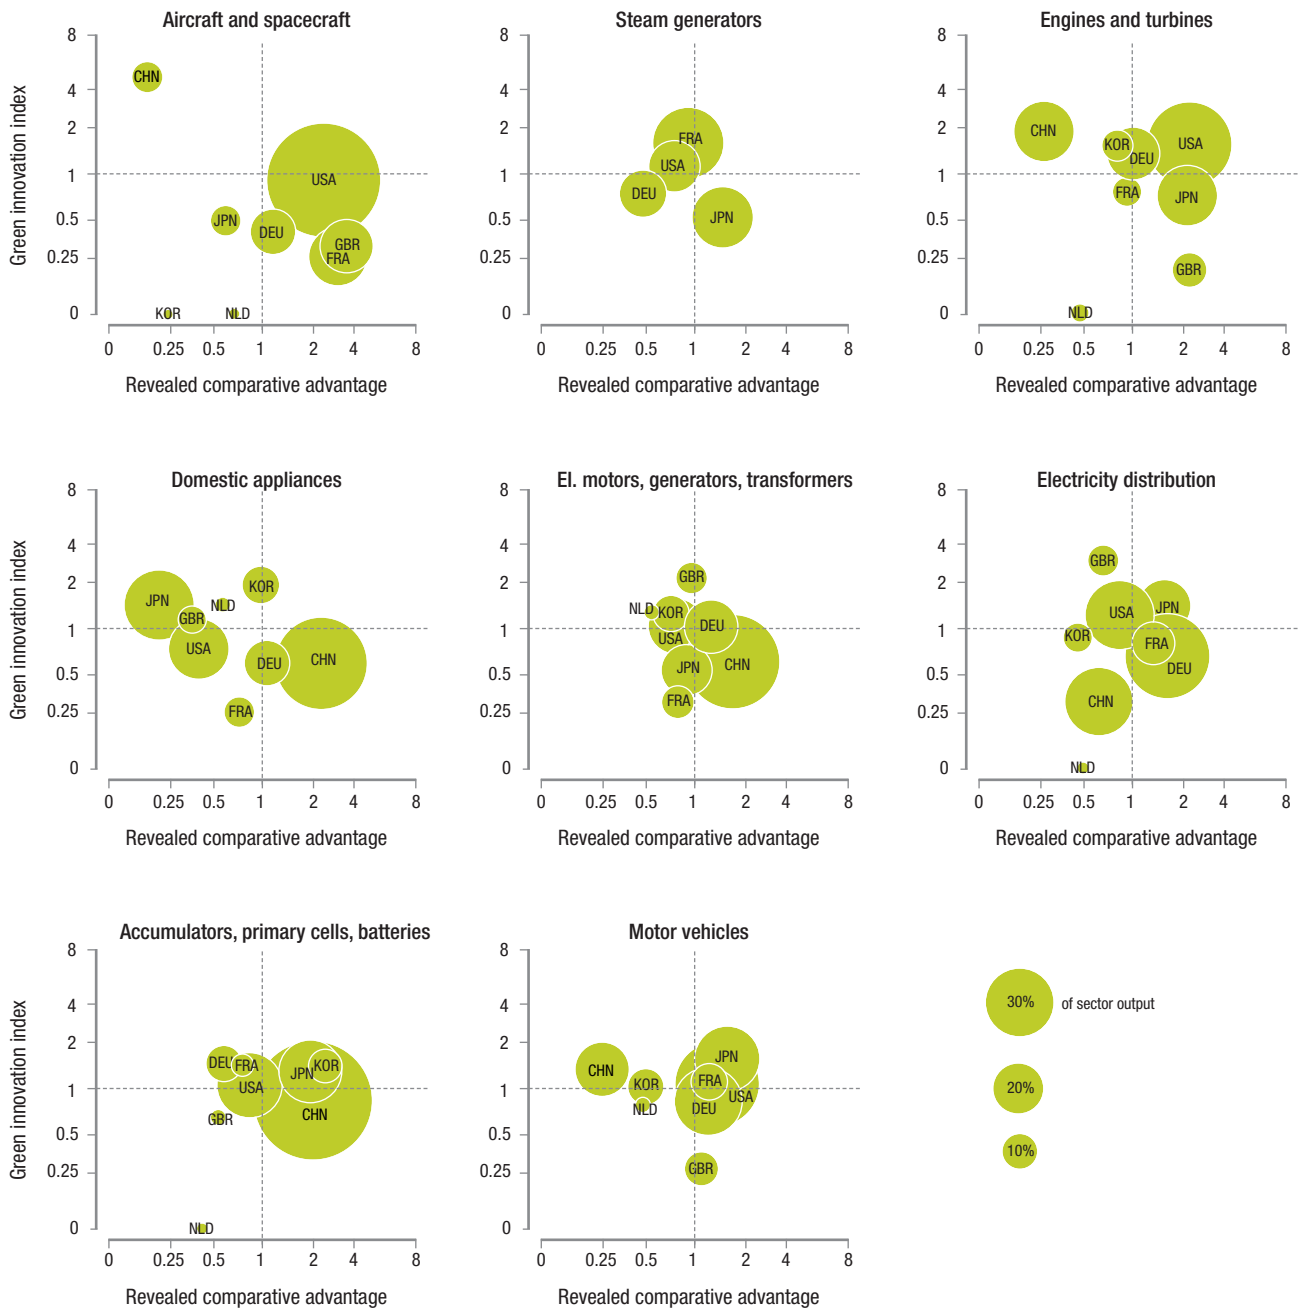 Aircraft and spacecraft
Green innovation index
8
4
2
1
0.5
0.25
0
CHN
USA
JPN
DEU
GBR
FRA
KOR
NLD
0 0.25 0.5 1 2 4 8
Revealed comparative advantage
Steam generators
8
4
2
1
0.5
0.25
0
FRA
USA
DEU
JPN
0 0.25 0.5 1 2 4 8
Revealed comparative advantage
Engines and turbines
8
4
2
1
0.5
0.25
0
CHN
KOR
DEU
USA
FRA
JPN
GBR
NLD
0 0.25 0.5 1 2 4 8
Revealed comparative advantage
Domestic appliances
Green innovation index
8
4
2
1
0.5
0.25
0
KOR
JPN
NLD
GBR
USA
DEU
CHN
FRA
0 0.25 0.5 1 2 4 8
Revealed comparative advantage
El. motors, generators, transformers
8
4
2
1
0.5
0.25
0
GBR
NLD
KOR
DEU
USA
JPN
CHN
FRA
0 0.25 0.5 1 2 4 8
Revealed comparative advantage
Electricity distribution
8
4
2
1
0.5
0.25
0
GBR
USA
JPN
KOR
FRA
DEU
CHN
NLD
0 0.25 0.5 1 2 4 8
Revealed comparative advantage
Accumulators, primary cells, batteries
Green innovation index
8
4
2
1
0.5
0.25
0
DEU
FRA
USA
JPN
KOR
GBR
CHN
NLD
0 0.25 0.5 1 2 4 8
Revealed comparative advantage
Motor vehicles
8
4
2
1
0.5
0.25
0
JPN
CHN
KOR
FRA
NLD
DEU
USA
GBR
0 0.25 0.5 1 2 4 8
Revealed comparative advantage
30% of sector output
20%
10%